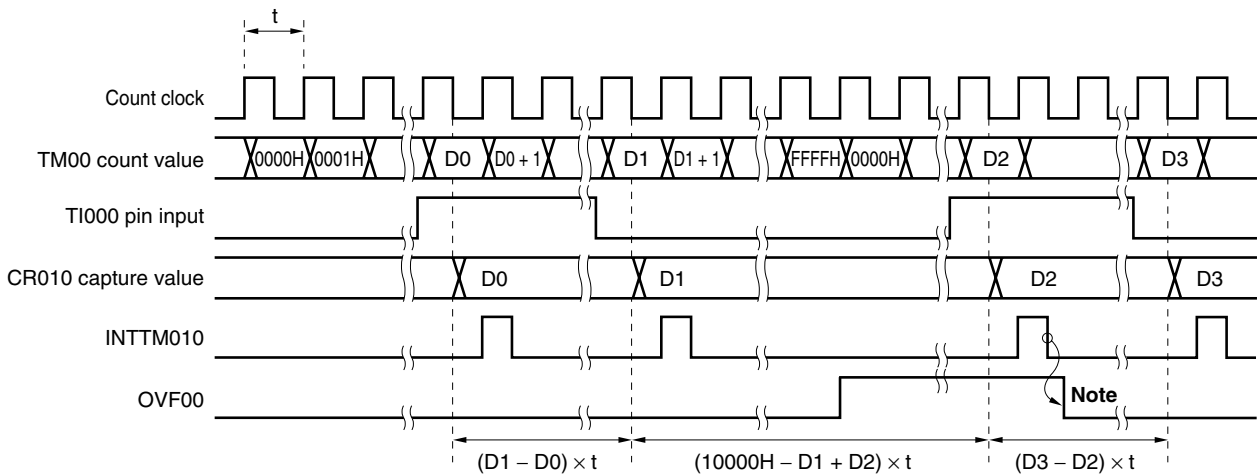 t
Count clock
TM00 count value 0000H 0001H D0 D0 + 1 D1 D1 + 1 FFFFH 0000H D2 D3
TI000 pin input
CR010 capture value D0 D1 D2 D3
INTTM010
OVF00 Note
(D1 − D0) × t (10000H − D1 + D2) × t (D3 − D2) × t